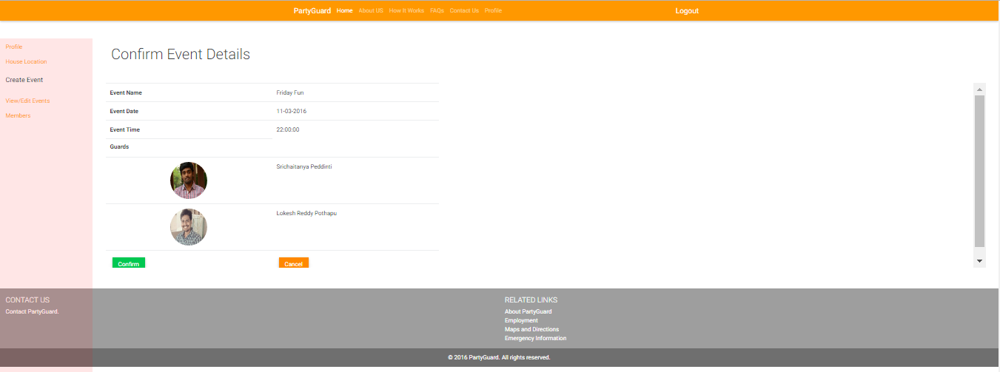 PartyGuard Home About US How It Works FAQs Contact Us Profile Logout
Profile
House Location
Create Event
View/Edit Events
Members
Confirm Event Details
Event Name Friday Fun
Event Date 11-03-2016
Event Time 22:00:00
Guards
Srichaitanya Peddinti
Lokesh Reddy Pothapu
Confirm Cancel
CONTACT US
Contact PartyGuard.
RELATED LINKS
About PartyGuard
Employment
Maps and Directions
Emergency Information
© 2016 PartyGuard. All rights reserved.